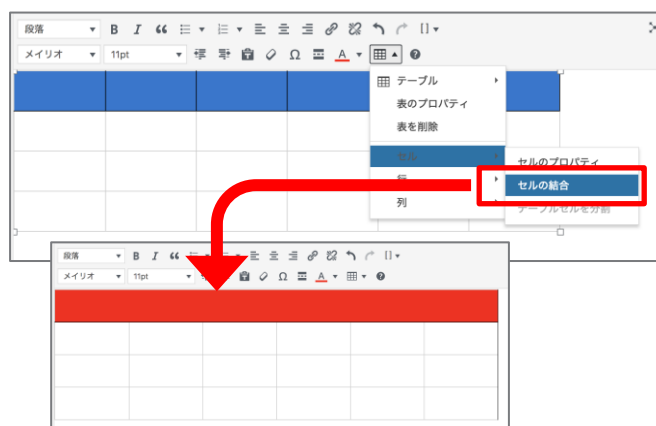 段落 B I
メイリオ 11pt Ω A
テーブル
表のプロパティ
表を削除
セル
行
列
セルのプロパティ
セルの結合
テーブルセルを分割
段落 B I
メイリオ 11pt Ω A